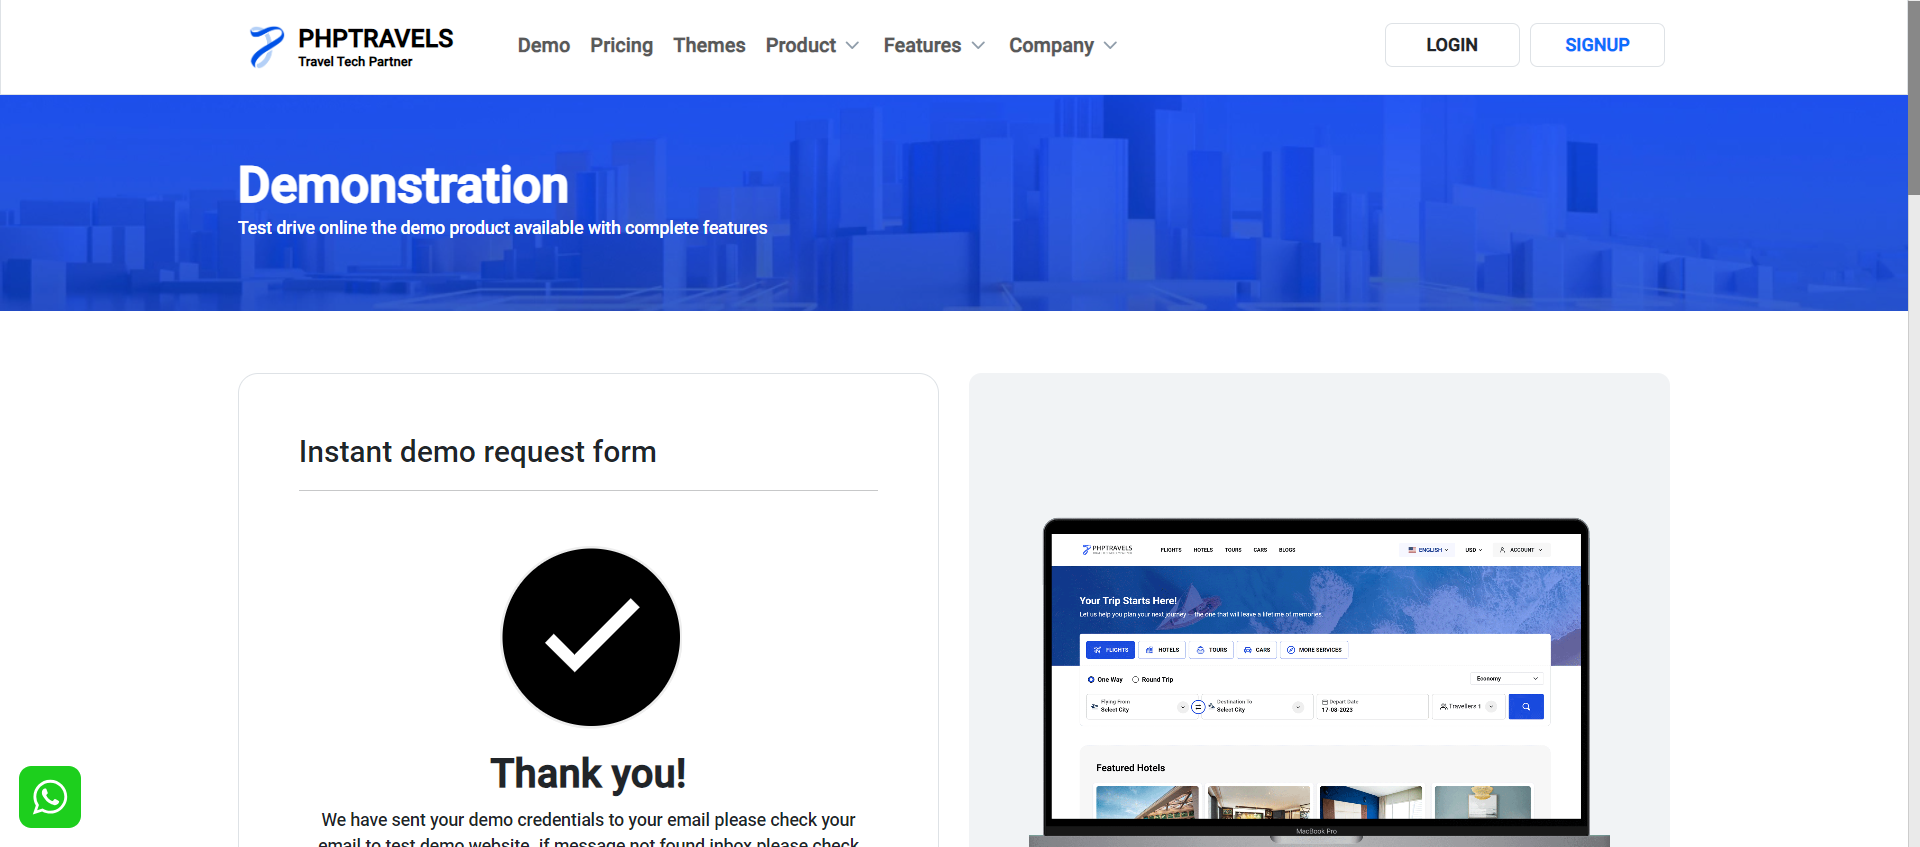 PHPTRAVELS
Travel Tech Partner
Demo Pricing Themes Product Features Company
LOGIN SIGNUP
Demonstration
Test drive online the demo product available with complete features
Instant demo request form
Thank you!
We have sent your demo credentials to your email please check your
email to test demo website. if message not found inbox please check
PHPTRAVELS
FLIGHTS HOTELS TOURS CARS BLOGS
ENGLISH USD ACCOUNT
Your Trip Starts Here!
Let us help you plan your next journey - the one that will leave a lifetime of memories.
FLIGHTS HOTELS TOURS CARS MORE SERVICES
One Way Round Trip
Economy
Flying From Destination To Depart Date
Select City Select City 17-08-2023
Travellers 1
Featured Hotels
MacBook Pro